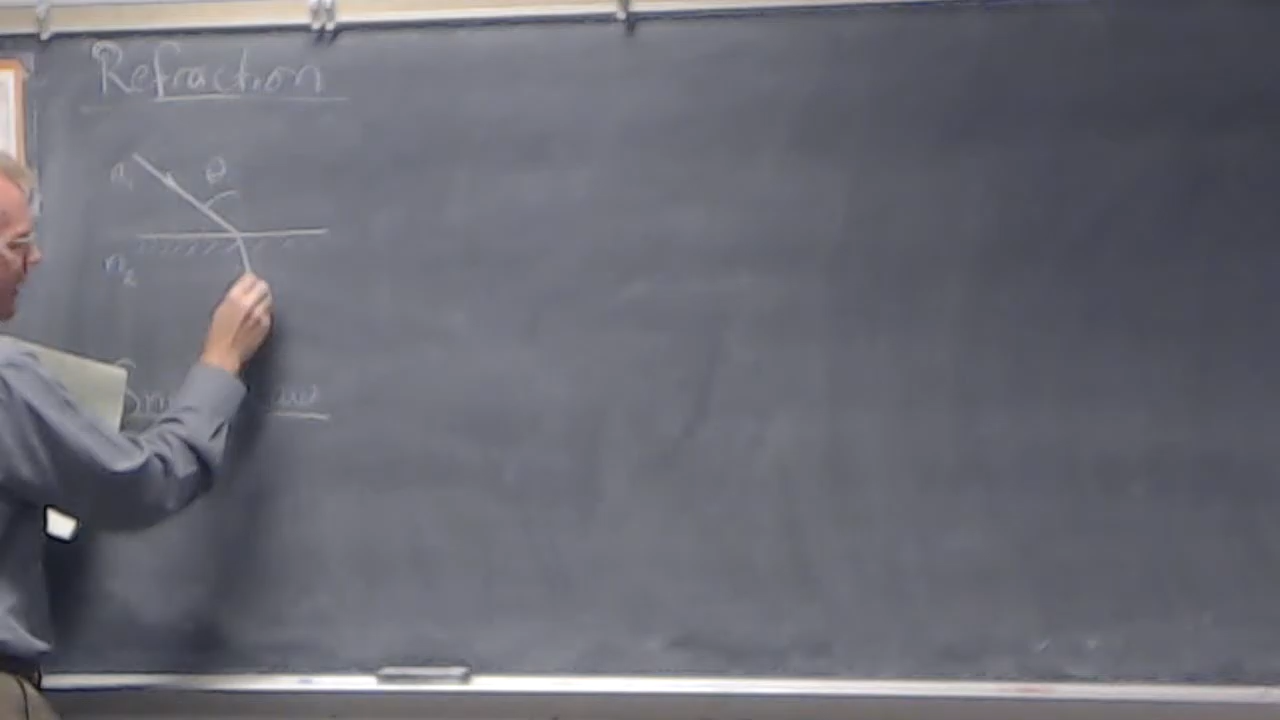 Refraction
n₁ θ
n₂